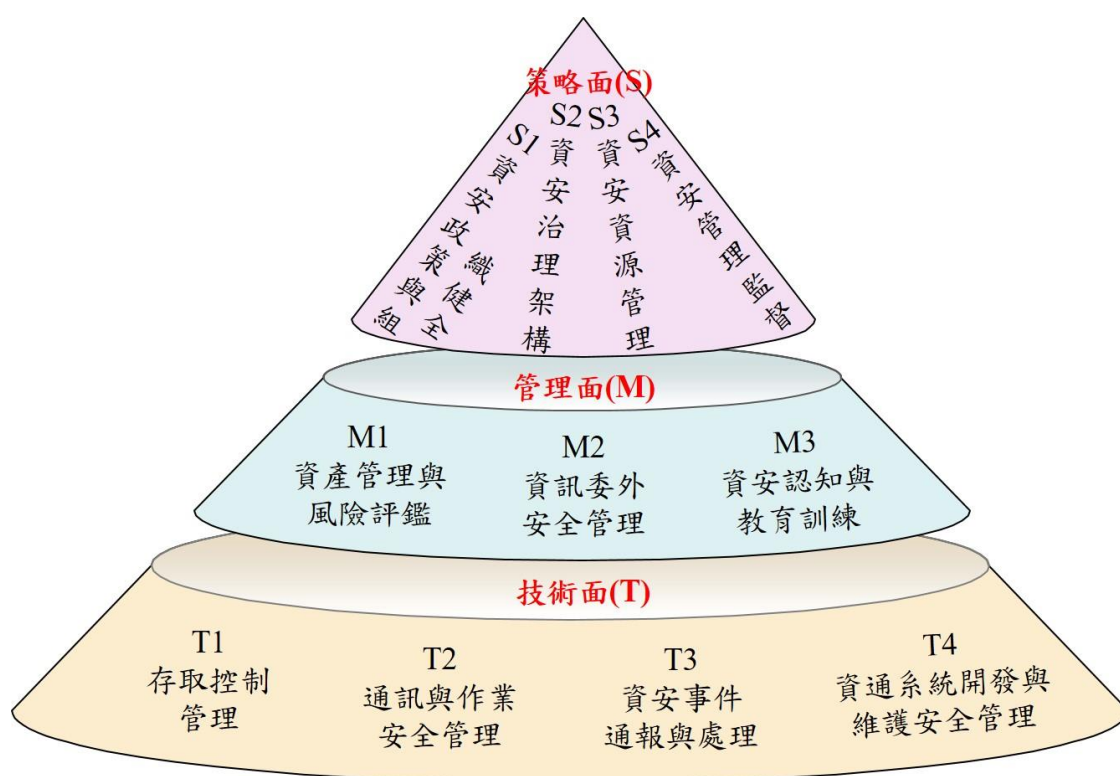 策略面(S)
S1
資安政策與組
織健全
S2
資安治理架構
S3
資安資源管理
S4
資安管理監督
管理面(M)
M1
資產管理與
風險評鑑
M2
資訊委外
安全管理
M3
資安認知與
教育訓練
技術面(T)
T1
存取控制
管理
T2
通訊與作業
安全管理
T3
資安事件
通報與處理
T4
資通系統開發與
維護安全管理